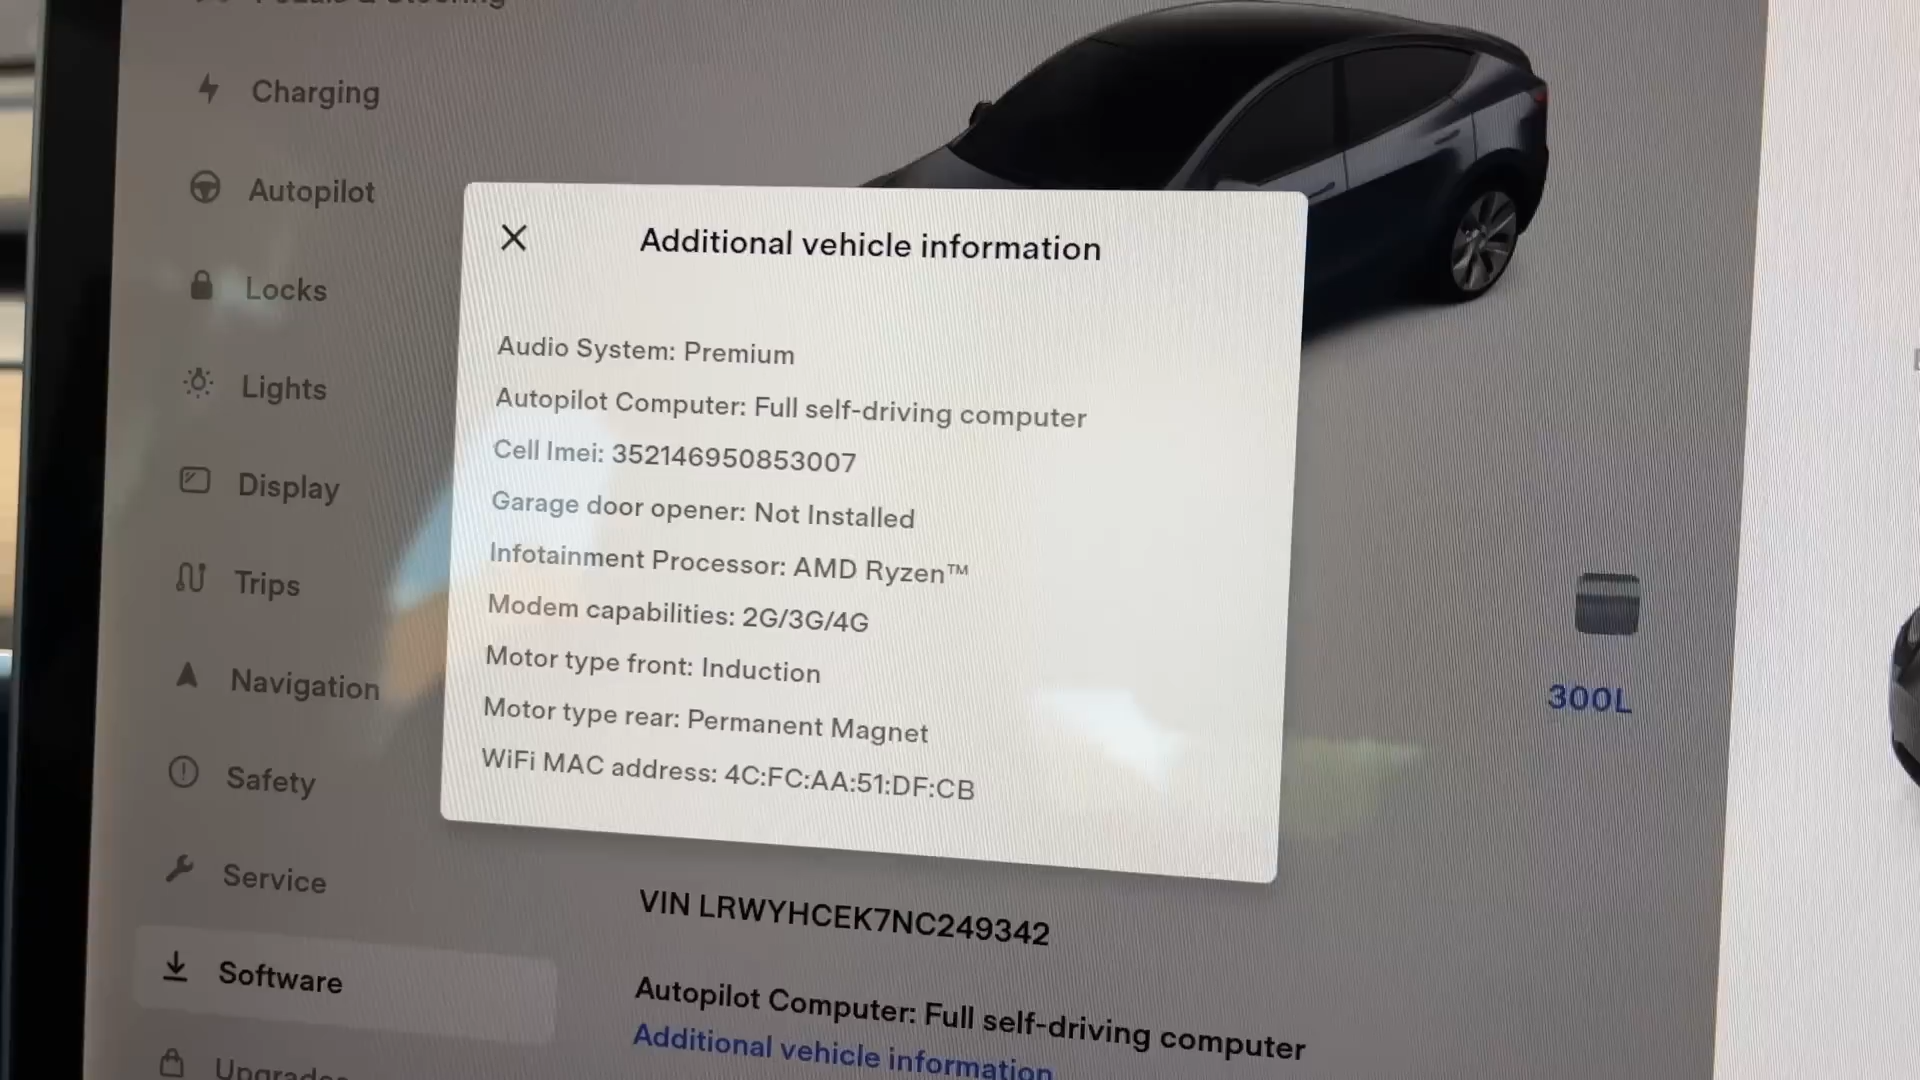 Charging
Autopilot
Locks
Lights
Display
Trips
Navigation
Safety
Service
Software
Additional vehicle information
Audio System: Premium
Autopilot Computer: Full self-driving computer
Cell Imei: 352146950853007
Garage door opener: Not Installed
Infotainment Processor: AMD Ryzen™
Modem capabilities: 2G/3G/4G
Motor type front: Induction
Motor type rear: Permanent Magnet
WiFi MAC address: 4C:FC:AA:51:DF:CB
300L
VIN LRWYHCEK7NC249342
Autopilot Computer: Full self-driving computer
Additional vehicle information